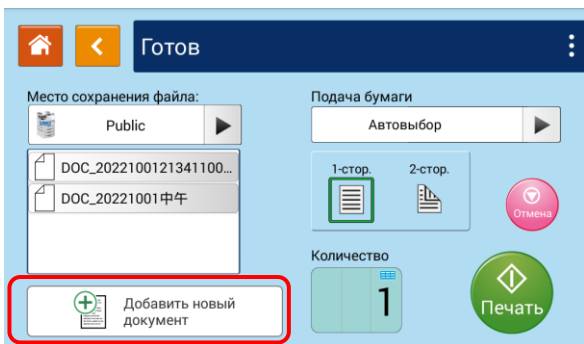 Готов
Место сохранения файла:
Public
DOC_2022100121341100...
DOC_20221001中午
Добавить новый
документ
Подача бумаги
Автовыбор
1-стор.
2-стор.
Отмена
Количество
1
Печать